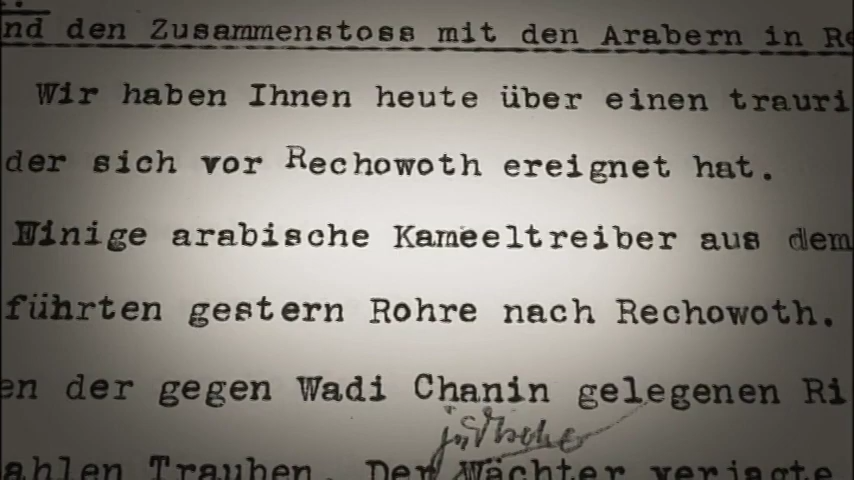 nd den Zusammenstoss mit den Arabern in Re
Wir haben Ihnen heute über einen trauri
der sich vor Rechowoth ereignet hat.
Einige arabische Kameeltreiber aus dem
führten gestern Rohre nach Rechowoth.
en der gegen Wadi Chanin gelegenen Ri
jüdische
ahlen Trauben. Der Wächter verjagte